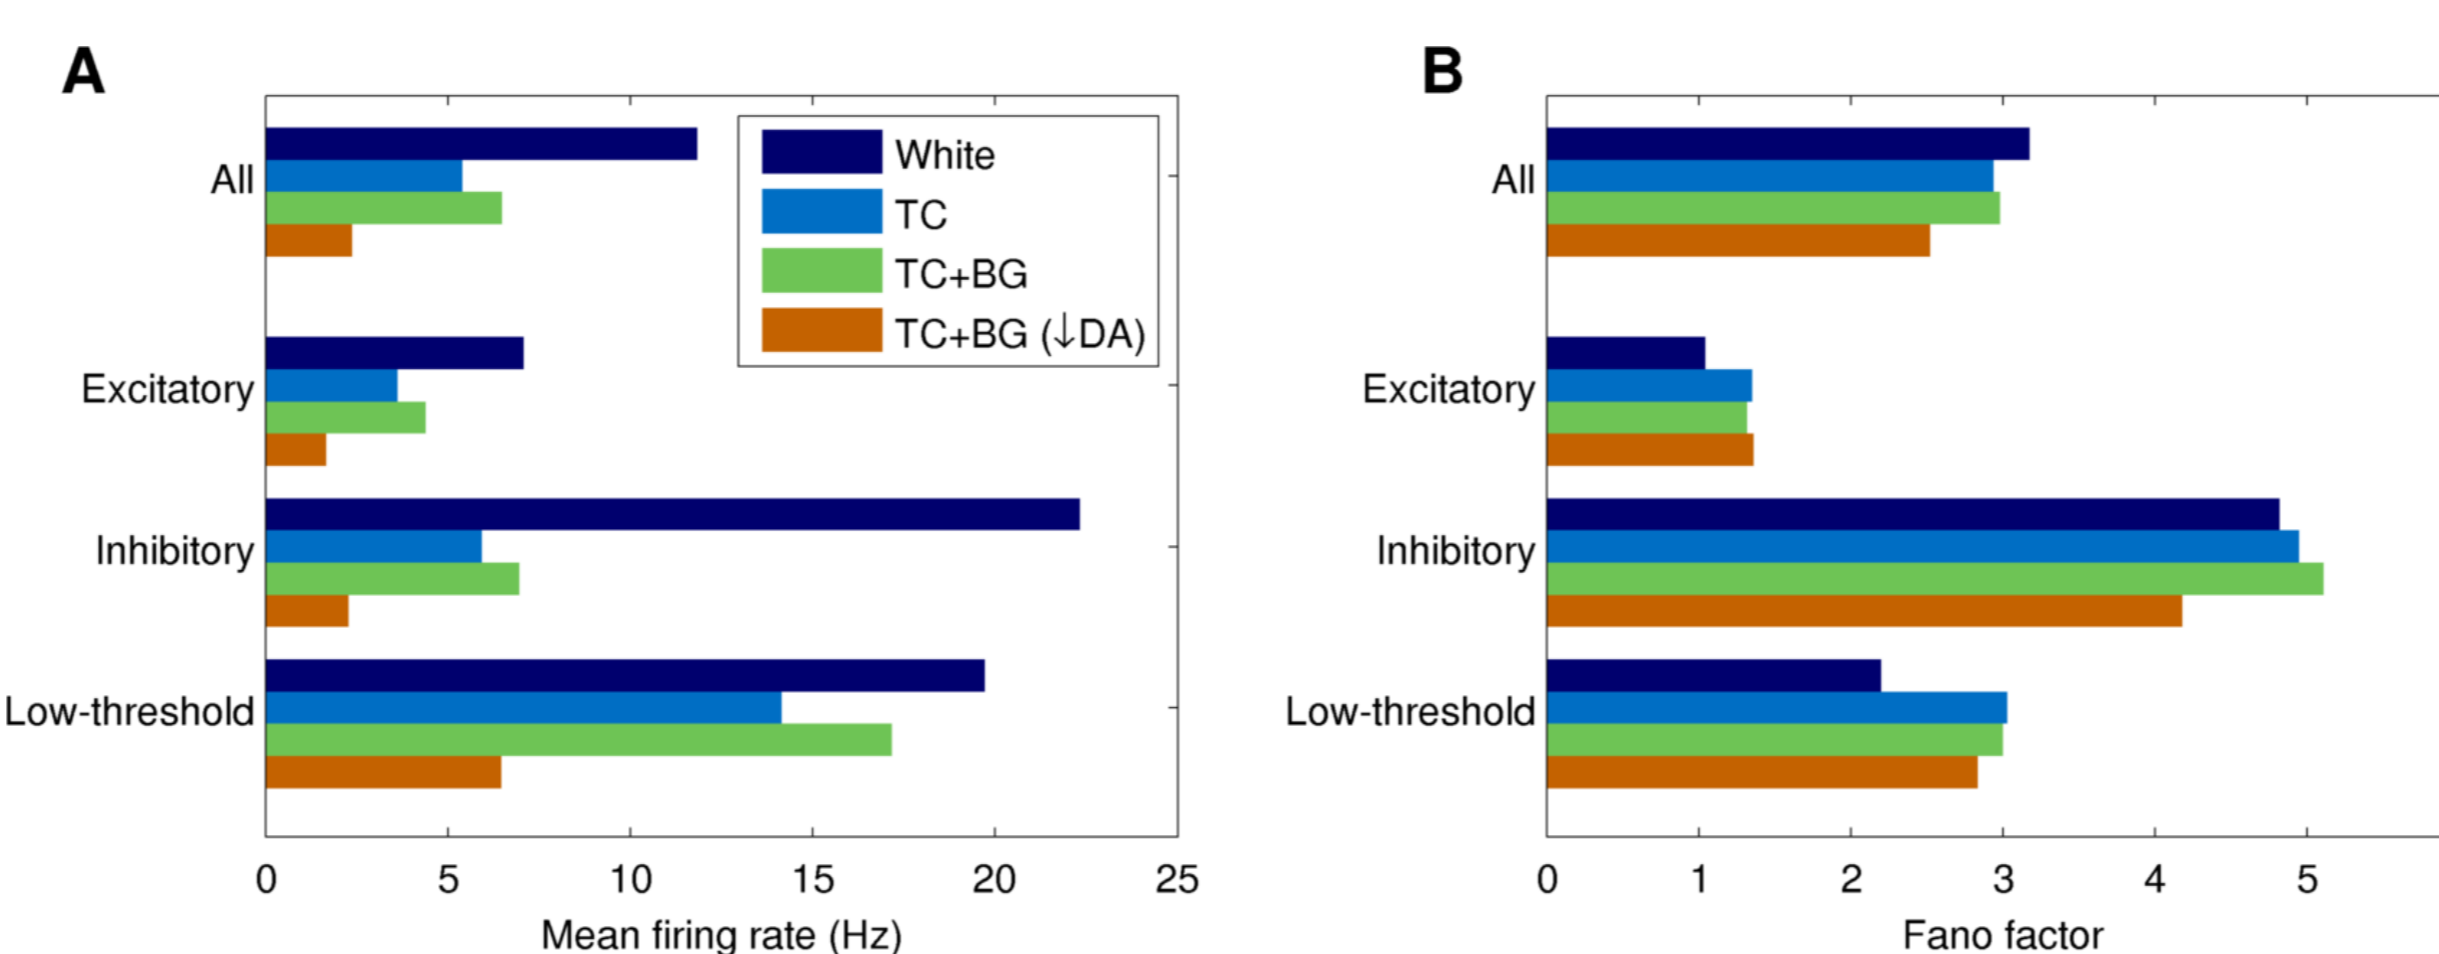 A
All
Excitatory
Inhibitory
Low-threshold
White
TC
TC+BG
TC+BG (↓DA)
0 5 10 15 20 25
Mean firing rate (Hz)
B
All
Excitatory
Inhibitory
Low-threshold
0 1 2 3 4 5
Fano factor